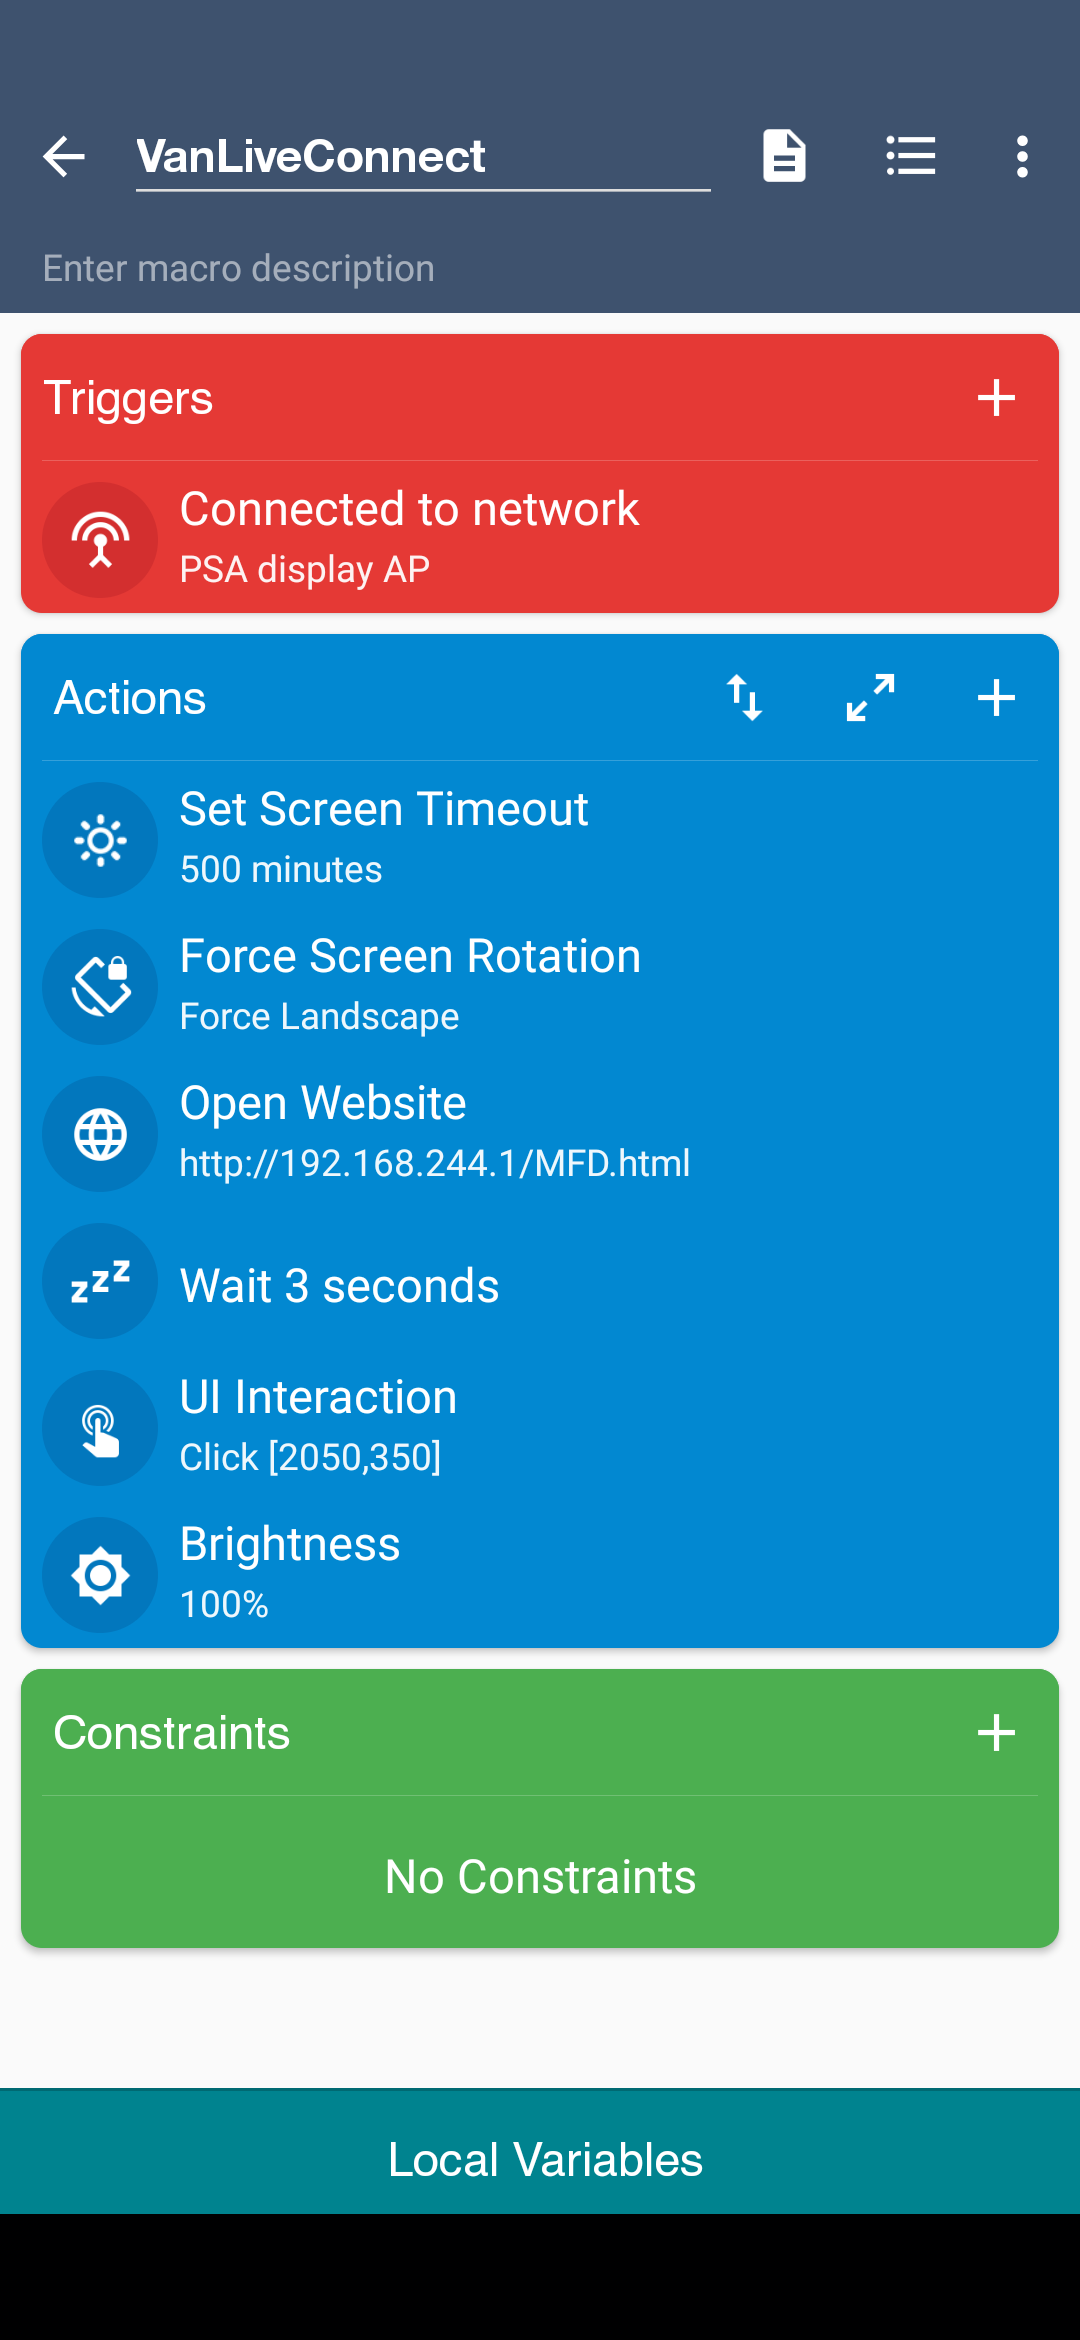 VanLiveConnect
Enter macro description
Triggers
Connected to network
PSA display AP
Actions
Set Screen Timeout
500 minutes
Force Screen Rotation
Force Landscape
Open Website
http://192.168.244.1/MFD.html
zzz
Wait 3 seconds
UI Interaction
Click [2050,350]
Brightness
100%
Constraints
No Constraints
Local Variables